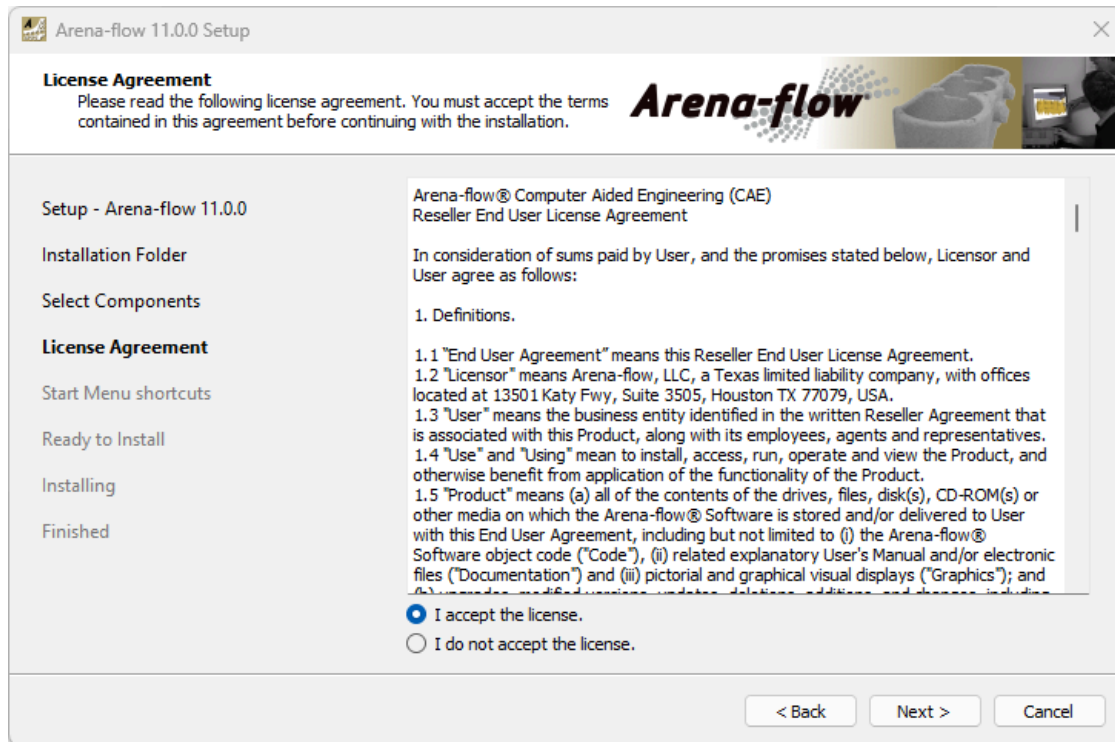 Arena-flow 11.0.0 Setup
License Agreement
Please read the following license agreement. You must accept the terms
contained in this agreement before continuing with the installation.
Arena-flow
Setup - Arena-flow 11.0.0
Installation Folder
Select Components
License Agreement
Start Menu shortcuts
Ready to Install
Installing
Finished
Arena-flow® Computer Aided Engineering (CAE)
Reseller End User License Agreement
In consideration of sums paid by User, and the promises stated below, Licensor and
User agree as follows:
1. Definitions.
1.1 "End User Agreement" means this Reseller End User License Agreement.
1.2 "Licensor" means Arena-flow, LLC, a Texas limited liability company, with offices
located at 13501 Katy Fwy, Suite 3505, Houston TX 77079, USA.
1.3 "User" means the business entity identified in the written Reseller Agreement that
is associated with this Product, along with its employees, agents and representatives.
1.4 "Use" and "Using" mean to install, access, run, operate and view the Product, and
otherwise benefit from application of the functionality of the Product.
1.5 "Product" means (a) all of the contents of the drives, files, disk(s), CD-ROM(s) or
other media on which the Arena-flow® Software is stored and/or delivered to User
with this End User Agreement, including but not limited to (i) the Arena-flow®
Software object code ("Code"), (ii) related explanatory User's Manual and/or electronic
files ("Documentation") and (iii) pictorial and graphical visual displays ("Graphics"); and
(b) upgrades, modified versions, updates, deletions, additions, and changes, including
I accept the license.
I do not accept the license.
< Back
Next >
Cancel